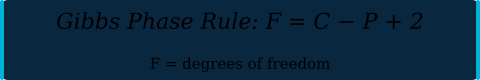 Gibbs Phase Rule: F = C − P + 2
F = degrees of freedom